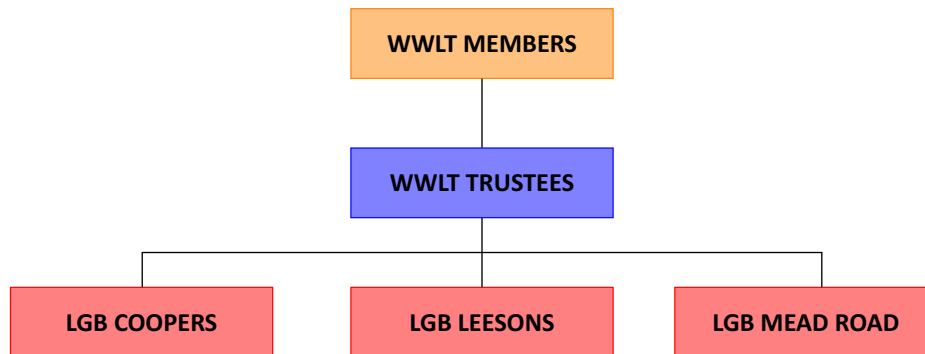 WWLT MEMBERS
WWLT TRUSTEES
LGB COOPERS
LGB LEESONS
LGB MEAD ROAD